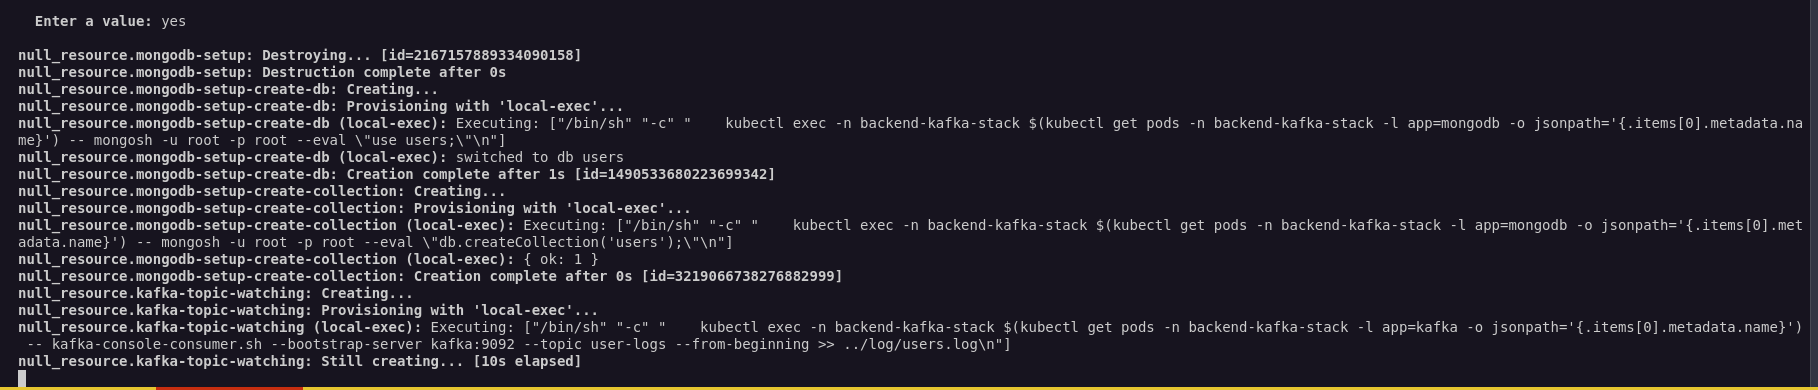 Enter a value: yes
null_resource.mongodb-setup: Destroying... [id=2167157889334090158]
null_resource.mongodb-setup: Destruction complete after 0s
null_resource.mongodb-setup-create-db: Creating...
null_resource.mongodb-setup-create-db: Provisioning with 'local-exec'...
null_resource.mongodb-setup-create-db (local-exec): Executing: ["/bin/sh" "-c" "    kubectl exec -n backend-kafka-stack $(kubectl get pods -n backend-kafka-stack -l app=mongodb -o jsonpath='{.items[0].metadata.na
me}') -- mongosh -u root -p root --eval \"use users;\"\n"]
null_resource.mongodb-setup-create-db (local-exec): switched to db users
null_resource.mongodb-setup-create-db: Creation complete after 1s [id=1490533680223699342]
null_resource.mongodb-setup-create-collection: Creating...
null_resource.mongodb-setup-create-collection: Provisioning with 'local-exec'...
null_resource.mongodb-setup-create-collection (local-exec): Executing: ["/bin/sh" "-c" "    kubectl exec -n backend-kafka-stack $(kubectl get pods -n backend-kafka-stack -l app=mongodb -o jsonpath='{.items[0].met
adata.name}') -- mongosh -u root -p root --eval \"db.createCollection('users');\"\n"]
null_resource.mongodb-setup-create-collection (local-exec): { ok: 1 }
null_resource.mongodb-setup-create-collection: Creation complete after 0s [id=3219066738276882999]
null_resource.kafka-topic-watching: Creating...
null_resource.kafka-topic-watching: Provisioning with 'local-exec'...
null_resource.kafka-topic-watching (local-exec): Executing: ["/bin/sh" "-c" "    kubectl exec -n backend-kafka-stack $(kubectl get pods -n backend-kafka-stack -l app=kafka -o jsonpath='{.items[0].metadata.name}')
 -- kafka-console-consumer.sh --bootstrap-server kafka:9092 --topic user-logs --from-beginning >> ../log/users.log\n"]
null_resource.kafka-topic-watching: Still creating... [10s elapsed]